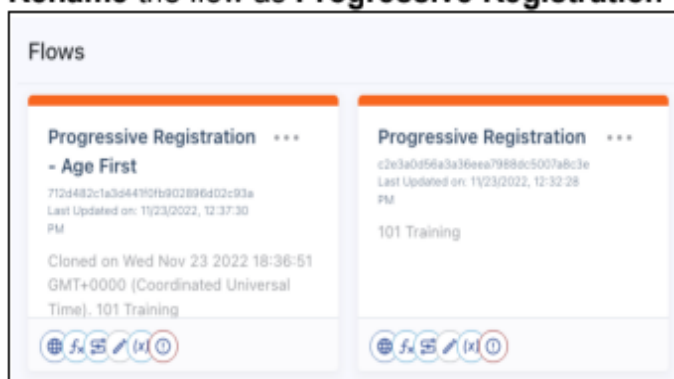 Rename the flow as Progressive Registration
Flows
Progressive Registration
- Age First
712d482c1a3d441f0fb902896d02c93a
Last Updated on: 11/23/2022, 12:37:30
PM
Cloned on Wed Nov 23 2022 18:36:51
GMT+0000 (Coordinated Universal
Time). 101 Training
Progressive Registration
c2e3a0d56a3a36eea7988dc5007a8c3e
Last Updated on: 11/23/2022, 12:32:28
PM
101 Training